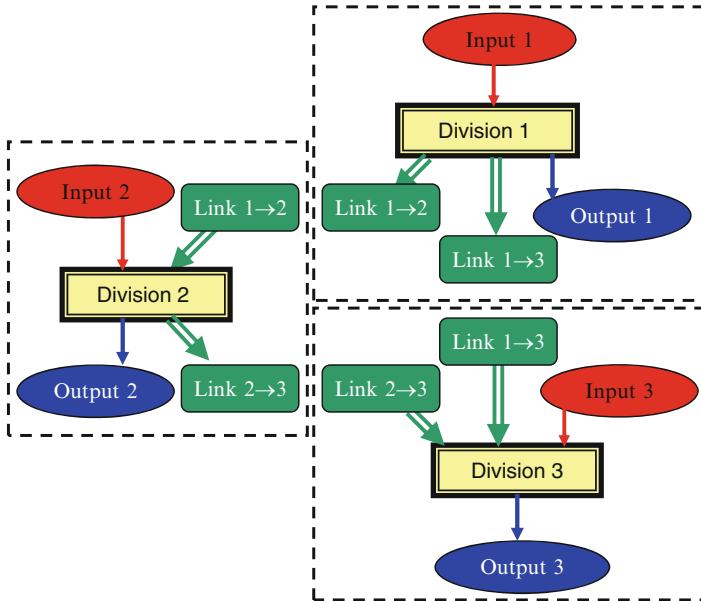 Input 1
Division 1
Link 1→2
Output 1
Link 1→3
Input 2
Link 1→2
Division 2
Output 2
Link 2→3
Link 1→3
Link 2→3
Input 3
Division 3
Output 3